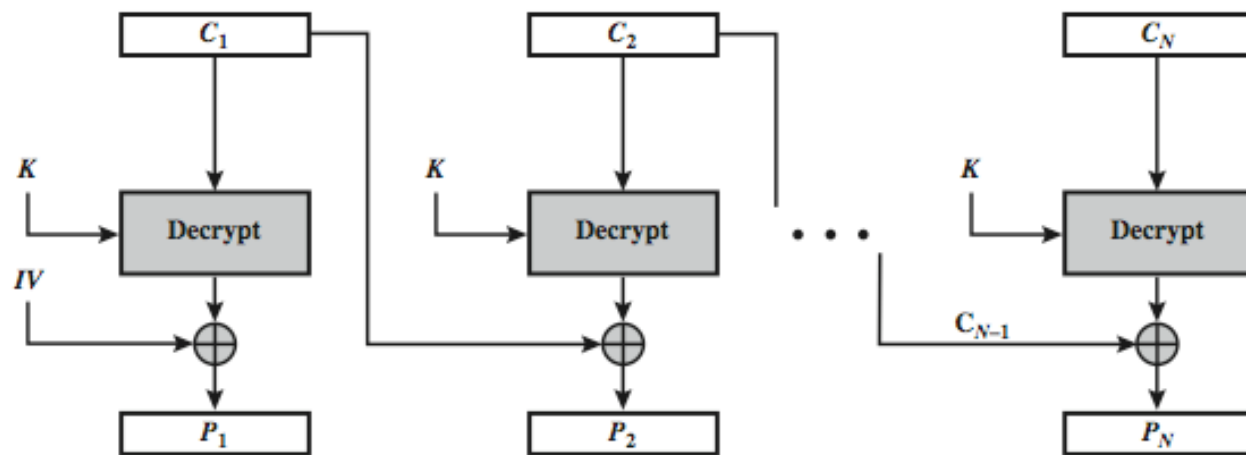 C1 C2 CN
K K K
Decrypt Decrypt Decrypt
IV
CN–1
P1 P2 PN